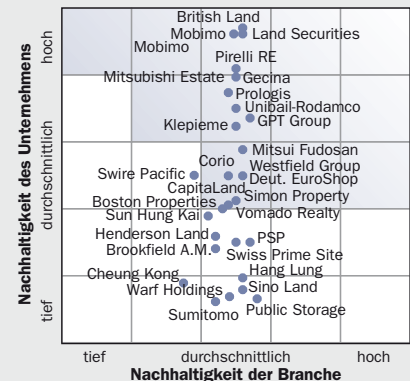 British Land
Mobimo
Land Securities
Mobimo
Pirelli RE
Mitsubishi Estate
Gecina
Prologis
Unibail-Rodamco
GPT Group
Klepieme
Mitsui Fudosan
Corio
Westfield Group
Swire Pacific
Deut. EuroShop
CapitaLand
Simon Property
Boston Properties
Vomado Realty
Sun Hung Kai
Henderson Land
PSP
Brookfield A.M.
Swiss Prime Site
Hang Lung
Cheung Kong
Sino Land
Warf Holdings
Public Storage
Sumitomo
hoch
durchschnittlich
tief
Nachhaltigkeit des Unternehmens
tief
durchschnittlich
hoch
Nachhaltigkeit der Branche